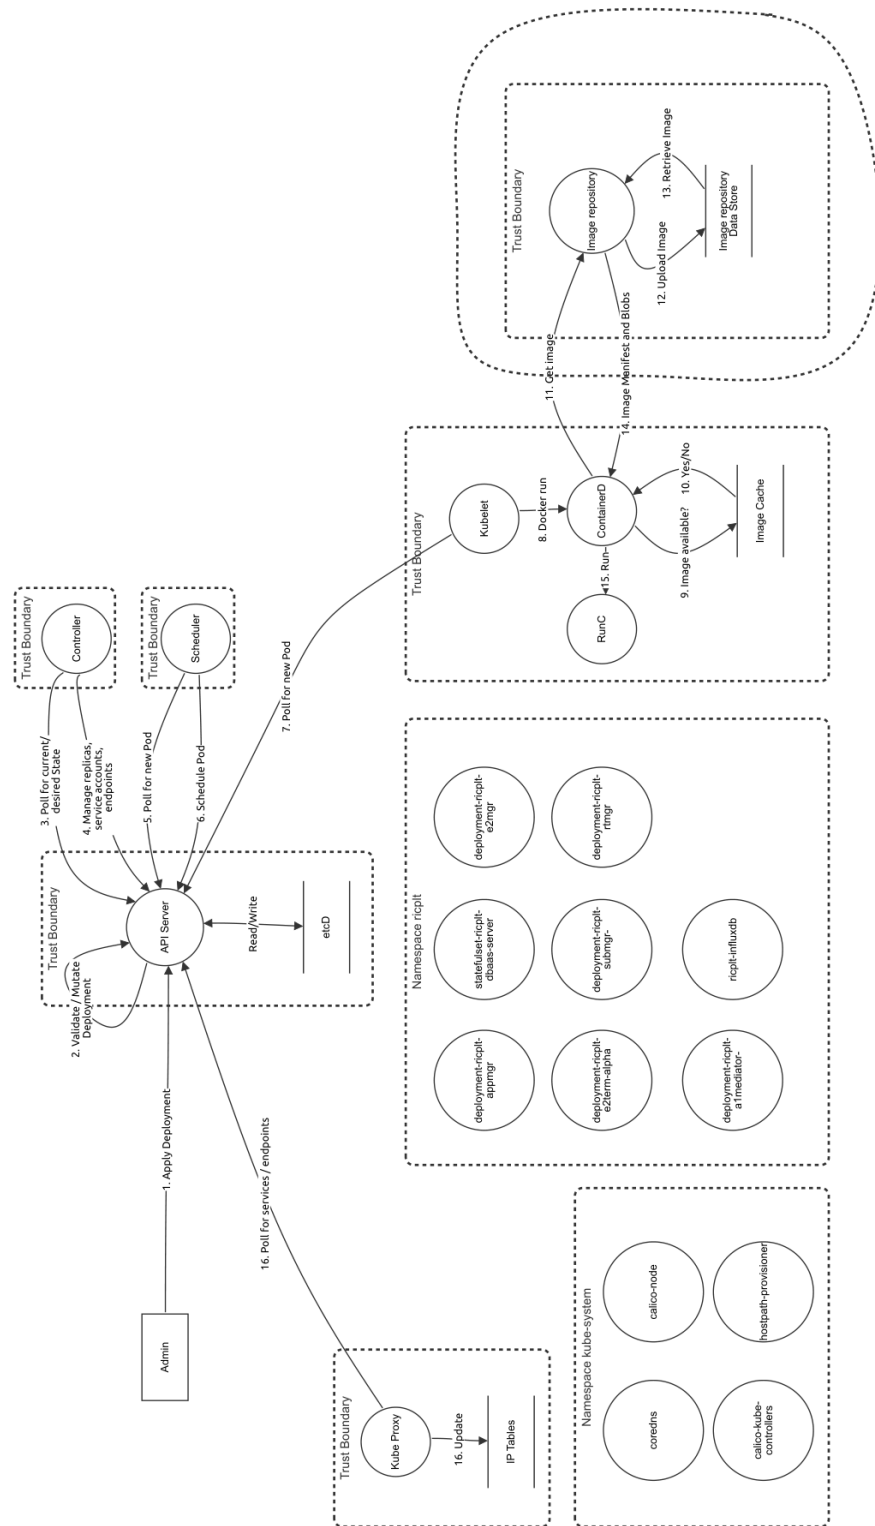 Trust Boundary
Controller
Trust Boundary
Scheduler
3. Poll for current/
desired State
4. Manage replicas,
service accounts,
endpoints
5. Poll for new Pod
6. Schedule Pod
7. Poll for new Pod
Trust Boundary
API Server
Read/Write
etcD
2. Validate / Mutate
Deployment
1. Apply Deployment
Admin
16. Poll for services / endpoints
Trust Boundary
Kube Proxy
16. Update
IP Tables
Trust Boundary
Image repository
13. Retrieve Image
12. Upload Image
Image repository
Data Store
11. Get image
14. Image Manifest and Blobs
Trust Boundary
Kubelet
8. Docker run
ContainerD
15. Run
RunC
9. Image available?
10. Yes/No
Image Cache
Namespace ricplt
deployment-ricplt-
appmgr
statefulset-ricplt-
dbaas-server
deployment-ricplt-
e2mgr
deployment-ricplt-
e2term-alpha
deployment-ricplt-
submgr-
deployment-ricplt-
rtmgr
deployment-ricplt-
a1mediator-
ricplt-influxdb
Namespace kube-system
coredns
calico-node
calico-kube-
controllers
hostpath-provisioner